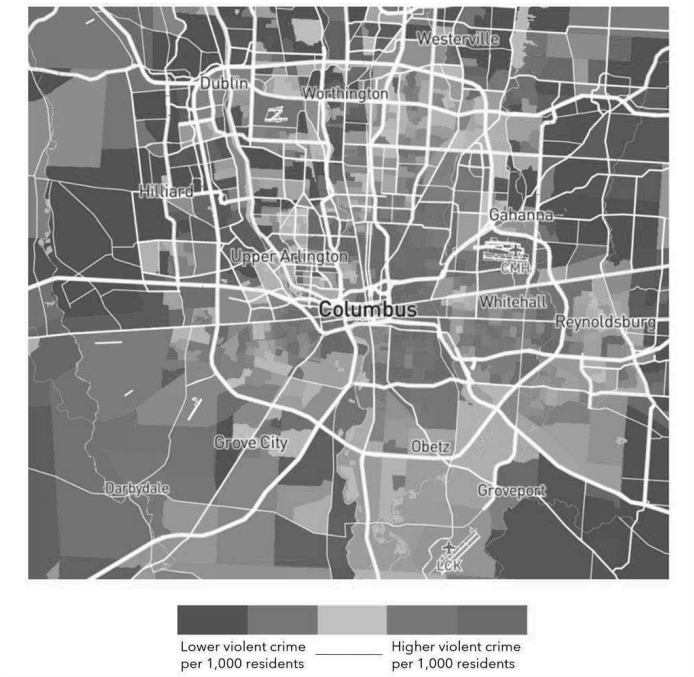 Westerville
Dublin
Worthington
Hilliard
Gahanna
Upper Arlington
CMH
Columbus
Whitehall
Reynoldsburg
Grove City
Obetz
Darbydale
Groveport
LCK
Lower violent crime
per 1,000 residents
Higher violent crime
per 1,000 residents